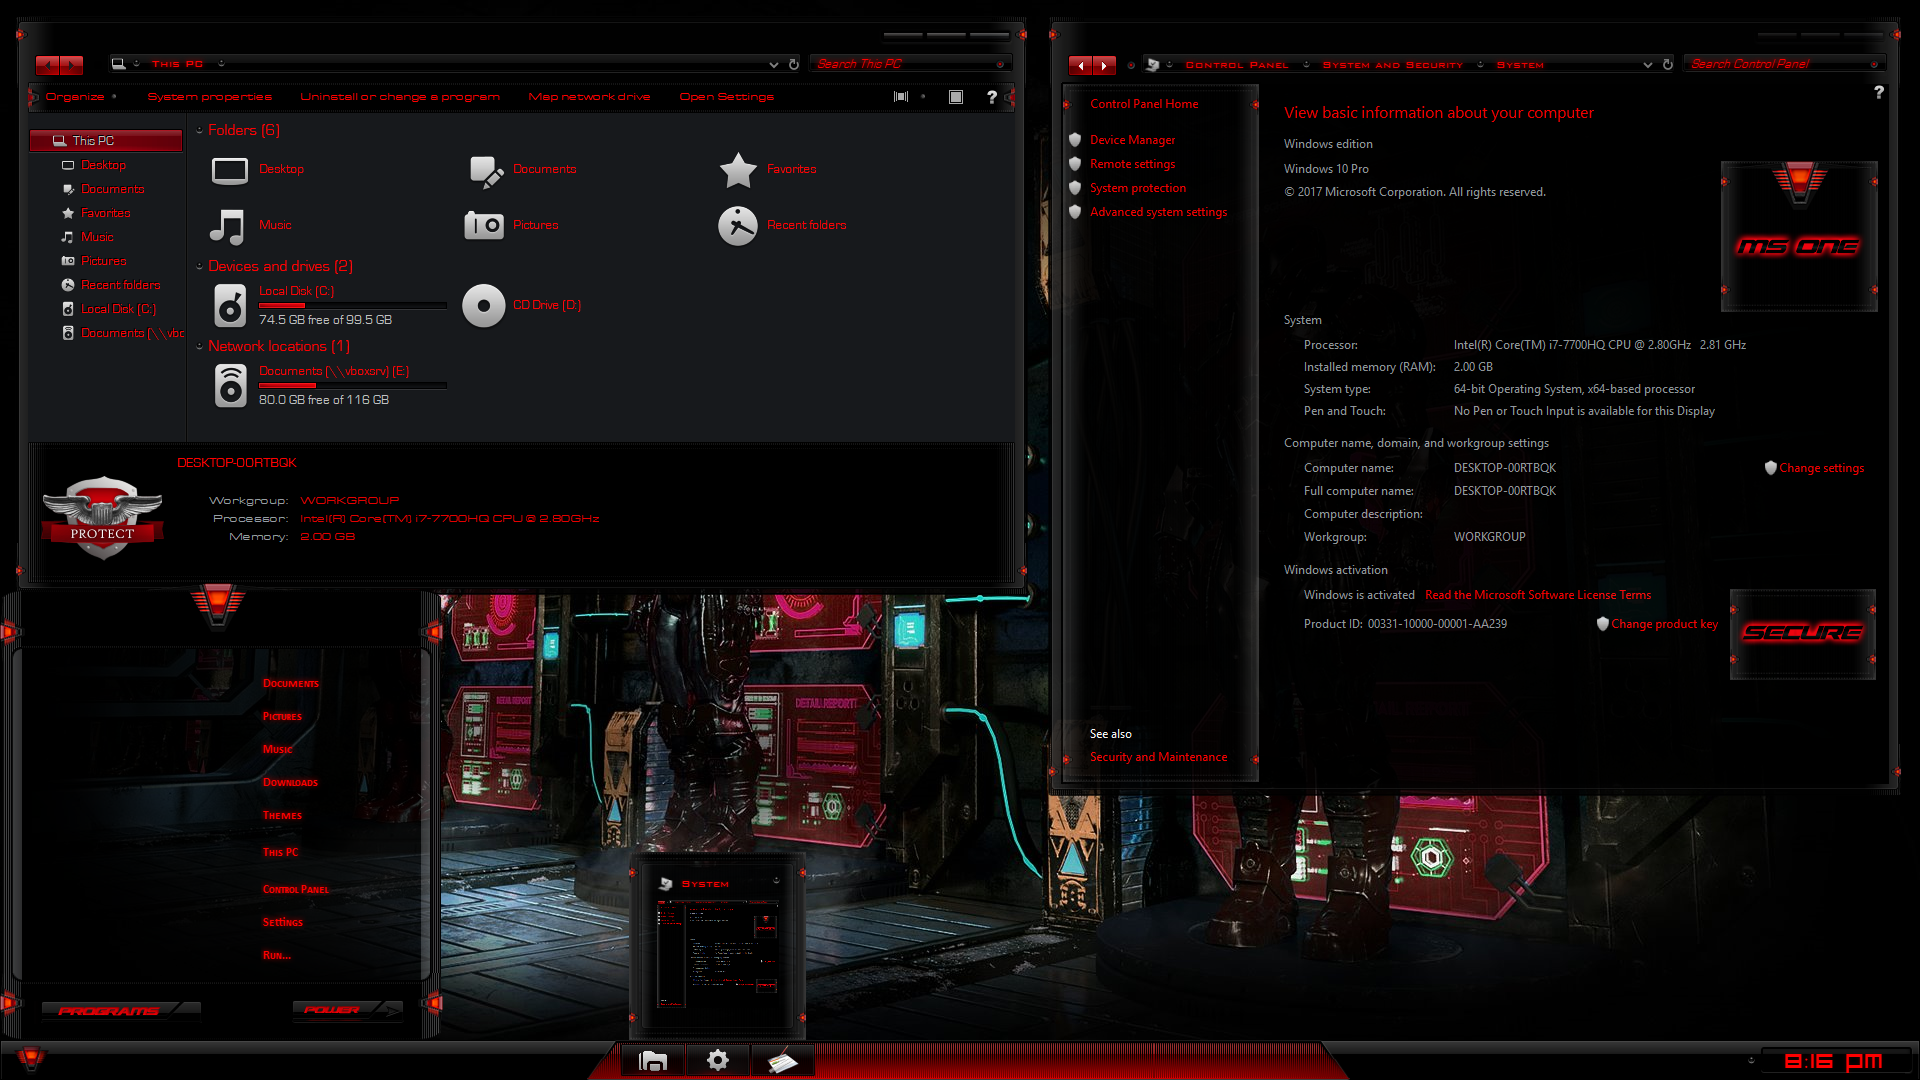 THIS PC
Search This PC
Organize
System properties
Uninstall or change a program
Map network drive
Open Settings
?
This PC
Desktop
Documents
Favorites
Music
Pictures
Recent folders
Local Disk (C:)
Documents (\\vbc
Folders (6)
Desktop
Documents
Favorites
Music
Pictures
Recent folders
Devices and drives (2)
Local Disk (C:)
74.5 GB free of 99.5 GB
CD Drive (D:)
Network locations (1)
Documents (\\vboxsrv) (E:)
80.0 GB free of 116 GB
DESKTOP-00RTBQK
PROTECT
Workgroup: WORKGROUP
Processor: Intel(R) Core(TM) i7-7700HQ CPU @ 2.80GHz
Memory: 2.00 GB
Control Panel
System and Security
System
Search Control Panel
?
Control Panel Home
Device Manager
Remote settings
System protection
Advanced system settings
See also
Security and Maintenance
View basic information about your computer
Windows edition
Windows 10 Pro
© 2017 Microsoft Corporation. All rights reserved.
MS ONE
System
Processor: Intel(R) Core(TM) i7-7700HQ CPU @ 2.80GHz 2.81 GHz
Installed memory (RAM): 2.00 GB
System type: 64-bit Operating System, x64-based processor
Pen and Touch: No Pen or Touch Input is available for this Display
Computer name, domain, and workgroup settings
Computer name: DESKTOP-00RTBQK
Change settings
Full computer name: DESKTOP-00RTBQK
Computer description:
Workgroup: WORKGROUP
Windows activation
Windows is activated Read the Microsoft Software License Terms
Product ID: 00331-10000-00001-AA239
Change product key
SECURE
Documents
Pictures
Music
Downloads
Themes
This PC
Control Panel
Settings
Run...
PROGRAMS
POWER
DETAIL REPORT
System
8:16 PM